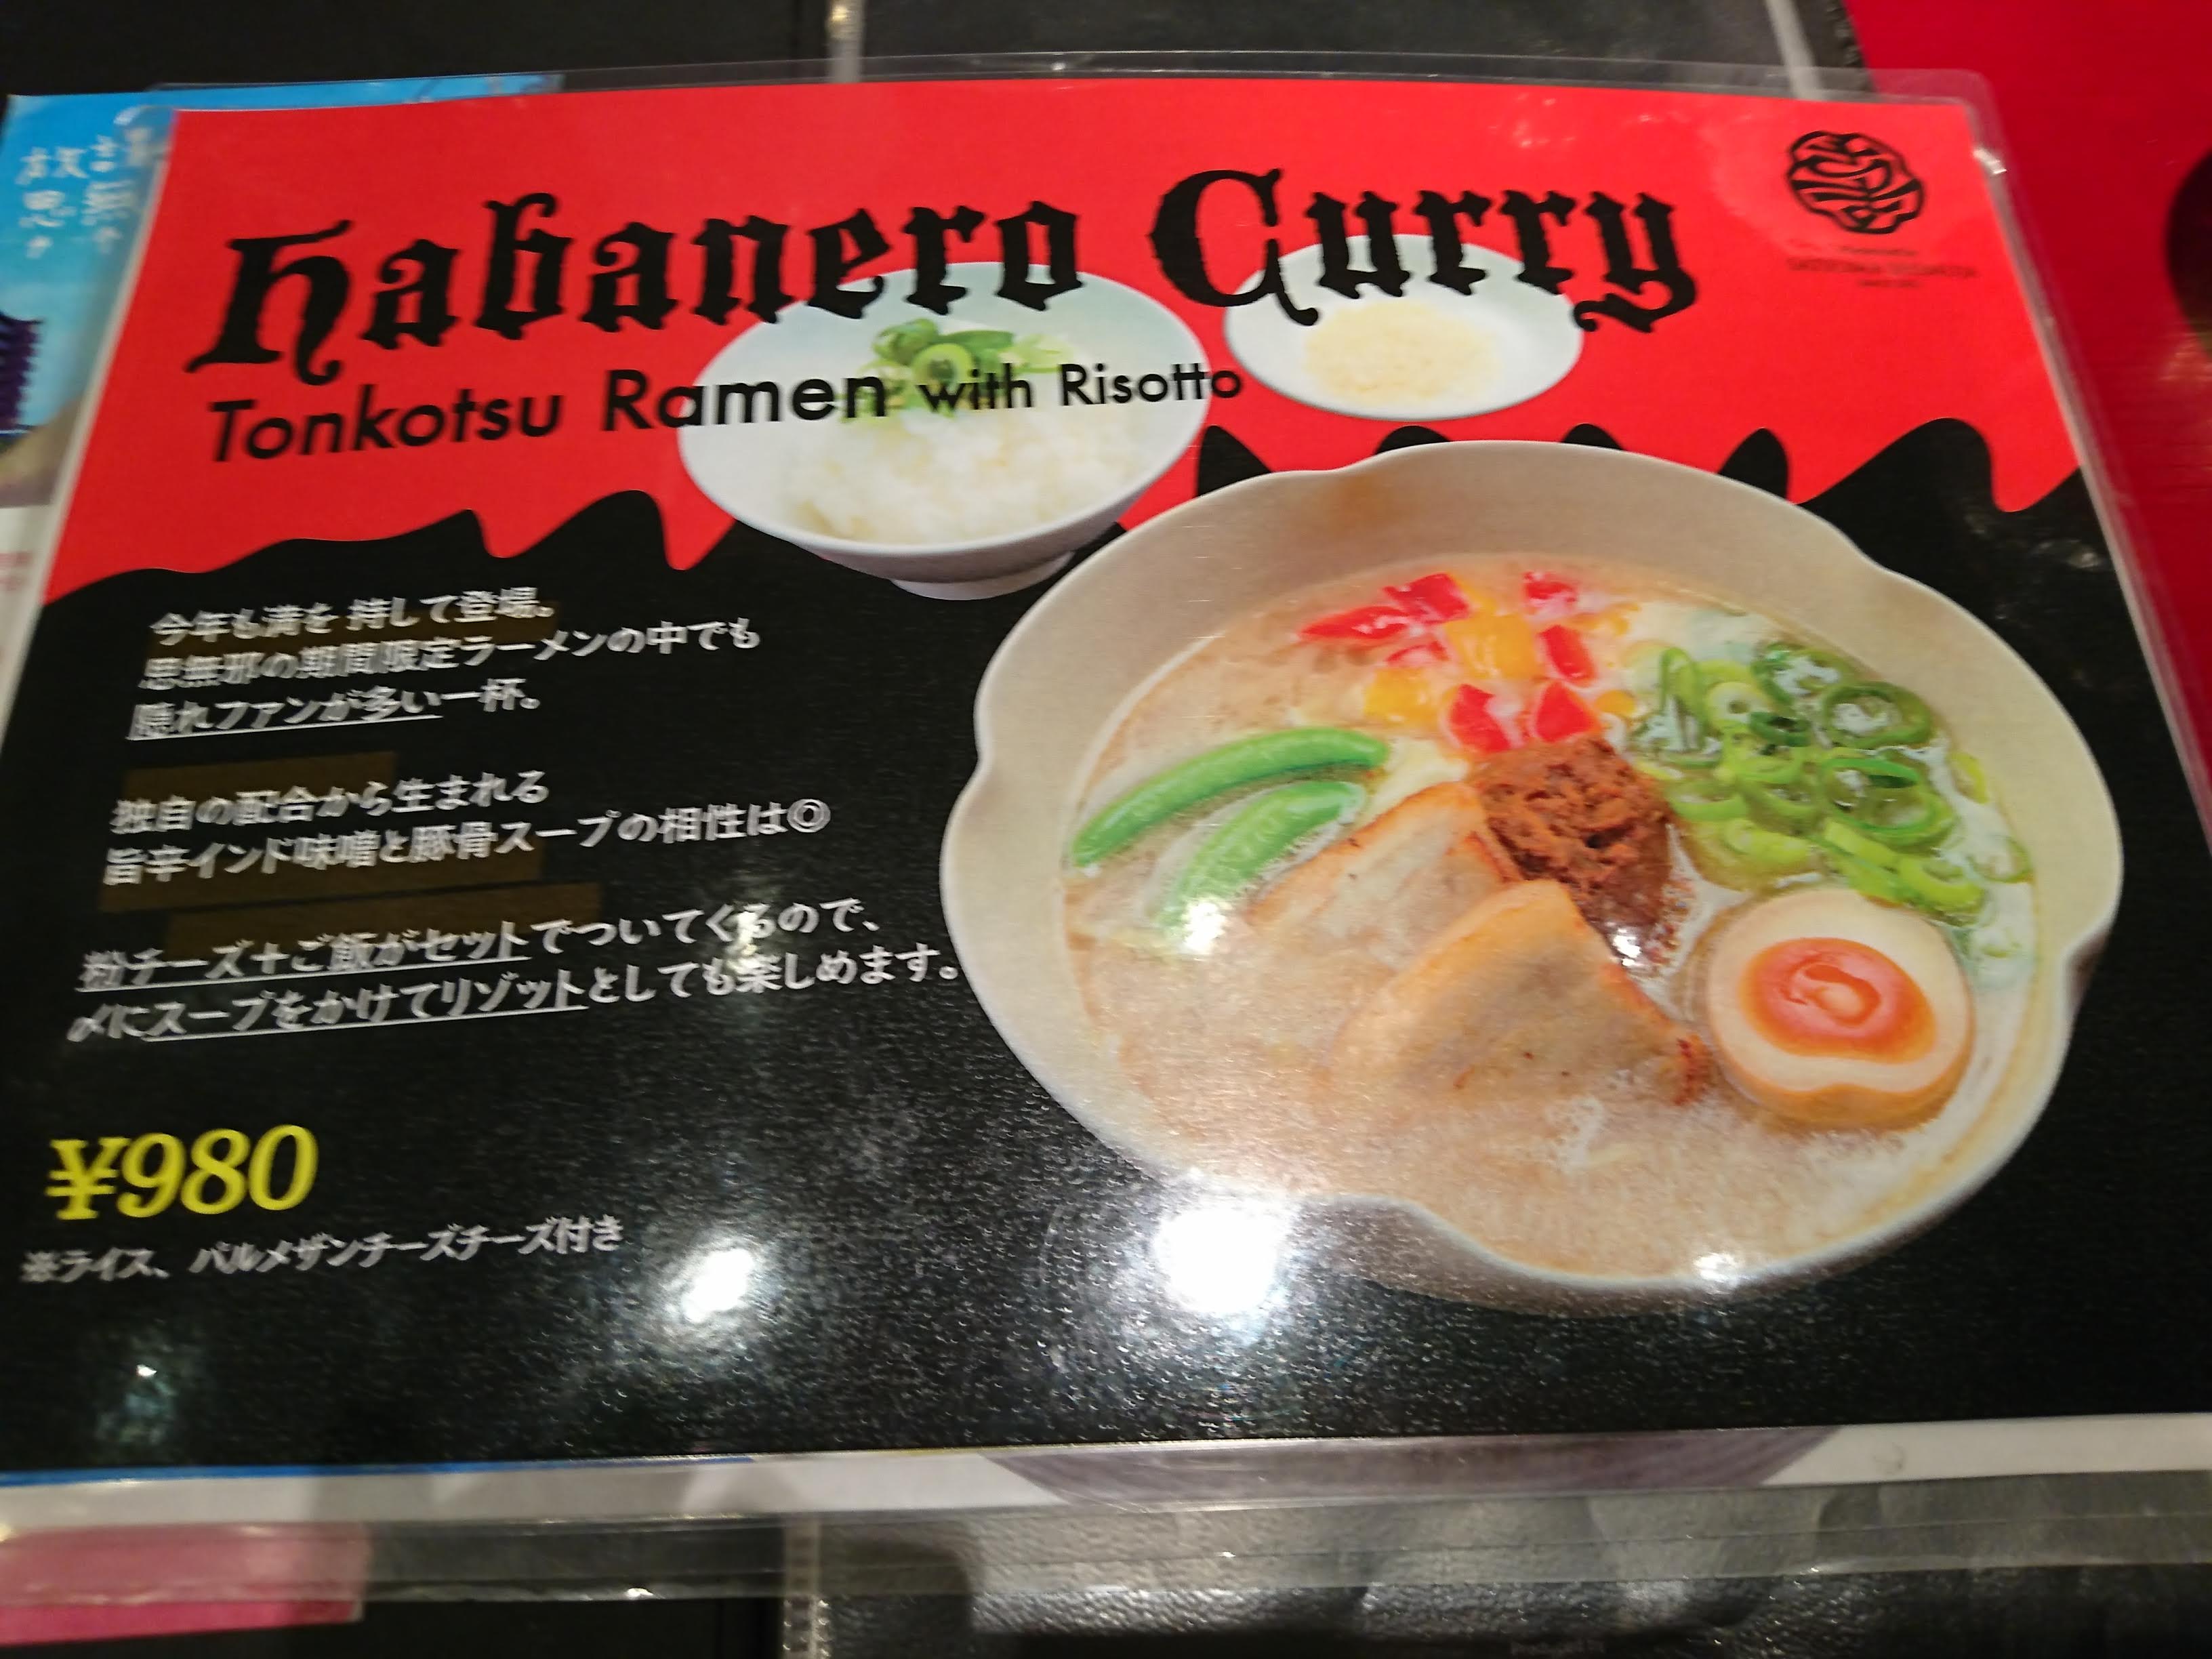 Habanero Curry
Tonkotsu Ramen with Risotto
今年も満を持して登場。
思無邪の期間限定ラーメンの中でも
隠れファンが多い一杯。
独自の配合から生まれる
旨辛インド味噌と豚骨スープの相性は◎
粉チーズ+ご飯がセットでついてくるので、
〆にスープをかけてリゾットとしても楽しめます。
¥980
※ライス、パルメザンチーズチーズ付き